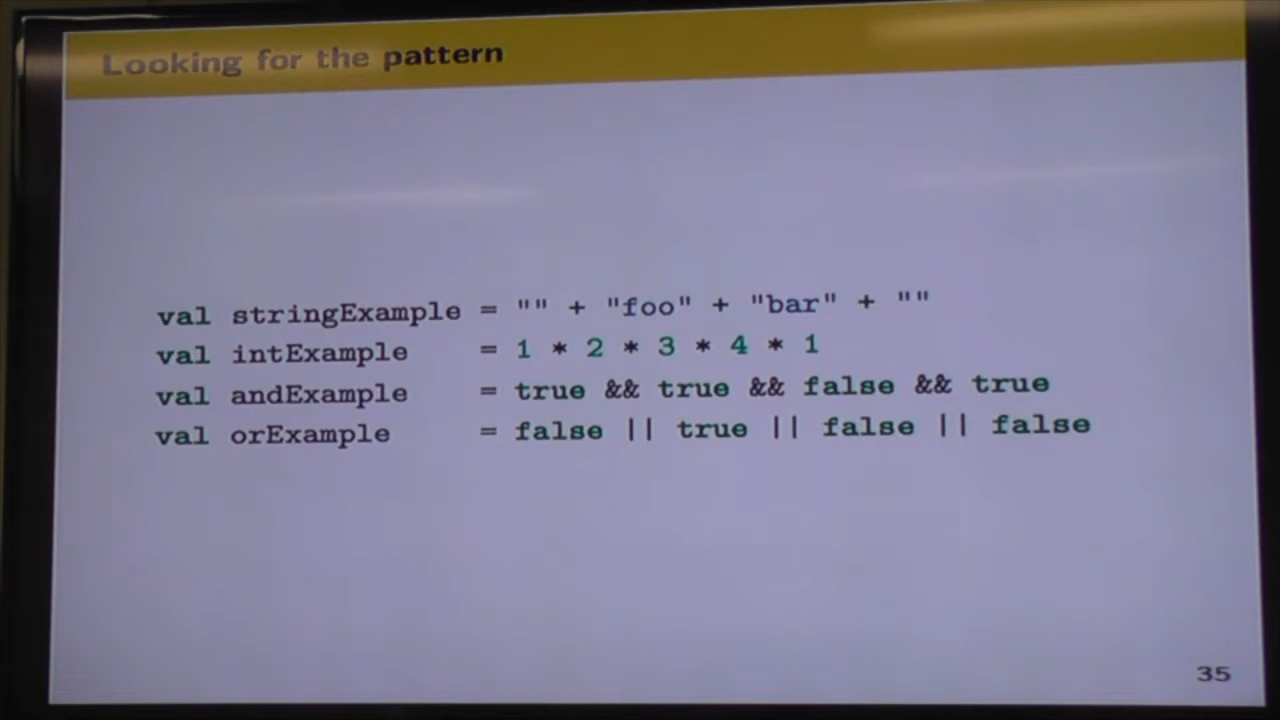 Looking for the pattern
val stringExample = "" + "foo" + "bar" + ""
val intExample = 1 * 2 * 3 * 4 * 1
val andExample = true && true && false && true
val orExample = false || true || false || false
35